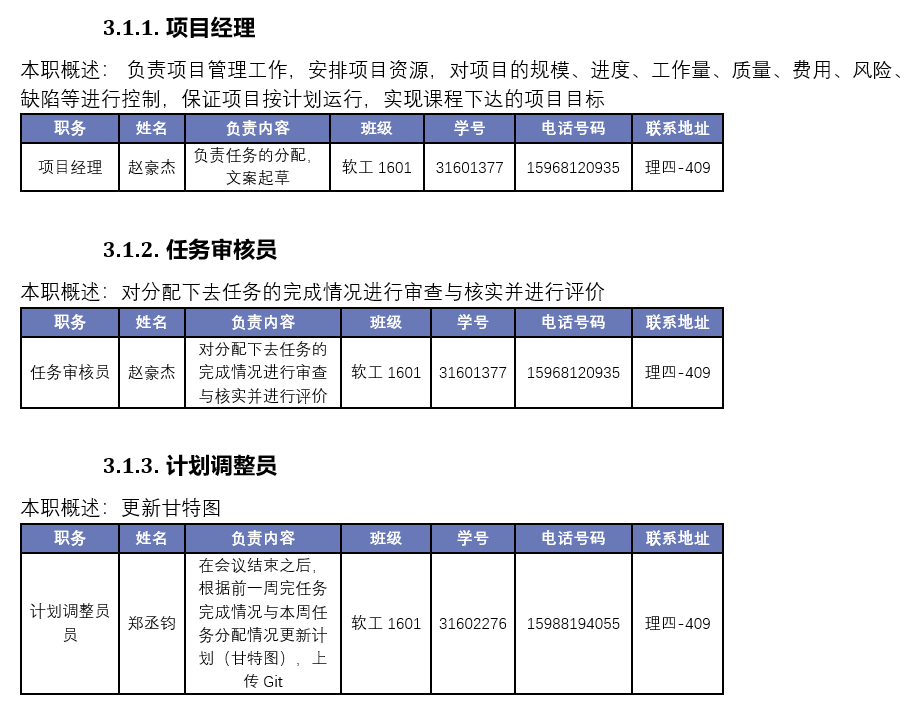 3.1.1. 项目经理
本职概述： 负责项目管理工作，安排项目资源，对项目的规模、进度、工作量、质量、费用、风险、
缺陷等进行控制，保证项目按计划运行，实现课程下达的项目目标
职务 姓名 负责内容 班级 学号 电话号码 联系地址
项目经理 赵豪杰 负责任务的分配， 软工 1601 31601377 15968120935 理四-409
文案起草
3.1.2. 任务审核员
本职概述：对分配下去任务的完成情况进行审查与核实并进行评价
职务 姓名 负责内容 班级 学号 电话号码 联系地址
对分配下去任务的
任务审核员 赵豪杰 完成情况进行审查 软工 1601 31601377 15968120935 理四-409
与核实并进行评价
3.1.3. 计划调整员
本职概述：更新甘特图
职务 姓名 负责内容 班级 学号 电话号码 联系地址
在会议结束之后，
根据前一周完任务
计划调整员 完成情况与本周任
员 郑丞钧 务分配情况更新计 软工 1601 31602276 15988194055 理四-409
划（甘特图），上
传 Git